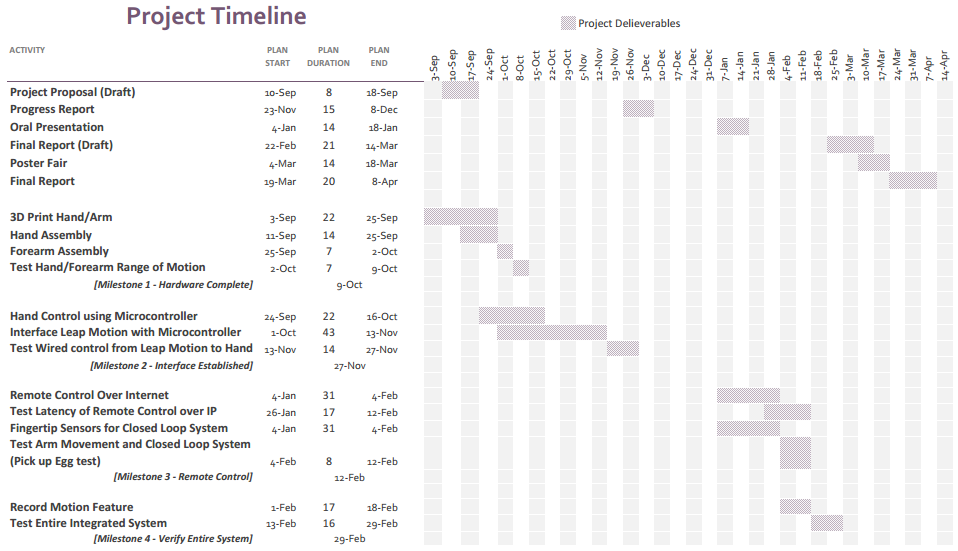 Project Timeline
Project Delieverables
ACTIVITY PLAN START PLAN DURATION PLAN END
3-Sep 10-Sep 17-Sep 24-Sep 1-Oct 8-Oct 15-Oct 22-Oct 29-Oct 5-Nov 12-Nov 19-Nov 26-Nov 3-Dec 10-Dec 17-Dec 24-Dec 31-Dec 7-Jan 14-Jan 21-Jan 28-Jan 4-Feb 11-Feb 18-Feb 25-Feb 3-Mar 10-Mar 17-Mar 24-Mar 31-Mar 7-Apr 14-Apr
Project Proposal (Draft) 10-Sep 8 18-Sep
Progress Report 23-Nov 15 8-Dec
Oral Presentation 4-Jan 14 18-Jan
Final Report (Draft) 22-Feb 21 14-Mar
Poster Fair 4-Mar 14 18-Mar
Final Report 19-Mar 20 8-Apr
3D Print Hand/Arm 3-Sep 22 25-Sep
Hand Assembly 11-Sep 14 25-Sep
Forearm Assembly 25-Sep 7 2-Oct
Test Hand/Forearm Range of Motion 2-Oct 7 9-Oct
[Milestone 1 - Hardware Complete] 9-Oct
Hand Control using Microcontroller 24-Sep 22 16-Oct
Interface Leap Motion with Microcontroller 1-Oct 43 13-Nov
Test Wired control from Leap Motion to Hand 13-Nov 14 27-Nov
[Milestone 2 - Interface Established] 27-Nov
Remote Control Over Internet 4-Jan 31 4-Feb
Test Latency of Remote Control over IP 26-Jan 17 12-Feb
Fingertip Sensors for Closed Loop System 4-Jan 31 4-Feb
Test Arm Movement and Closed Loop System
(Pick up Egg test) 4-Feb 8 12-Feb
[Milestone 3 - Remote Control] 12-Feb
Record Motion Feature 1-Feb 17 18-Feb
Test Entire Integrated System 13-Feb 16 29-Feb
[Milestone 4 - Verify Entire System] 29-Feb